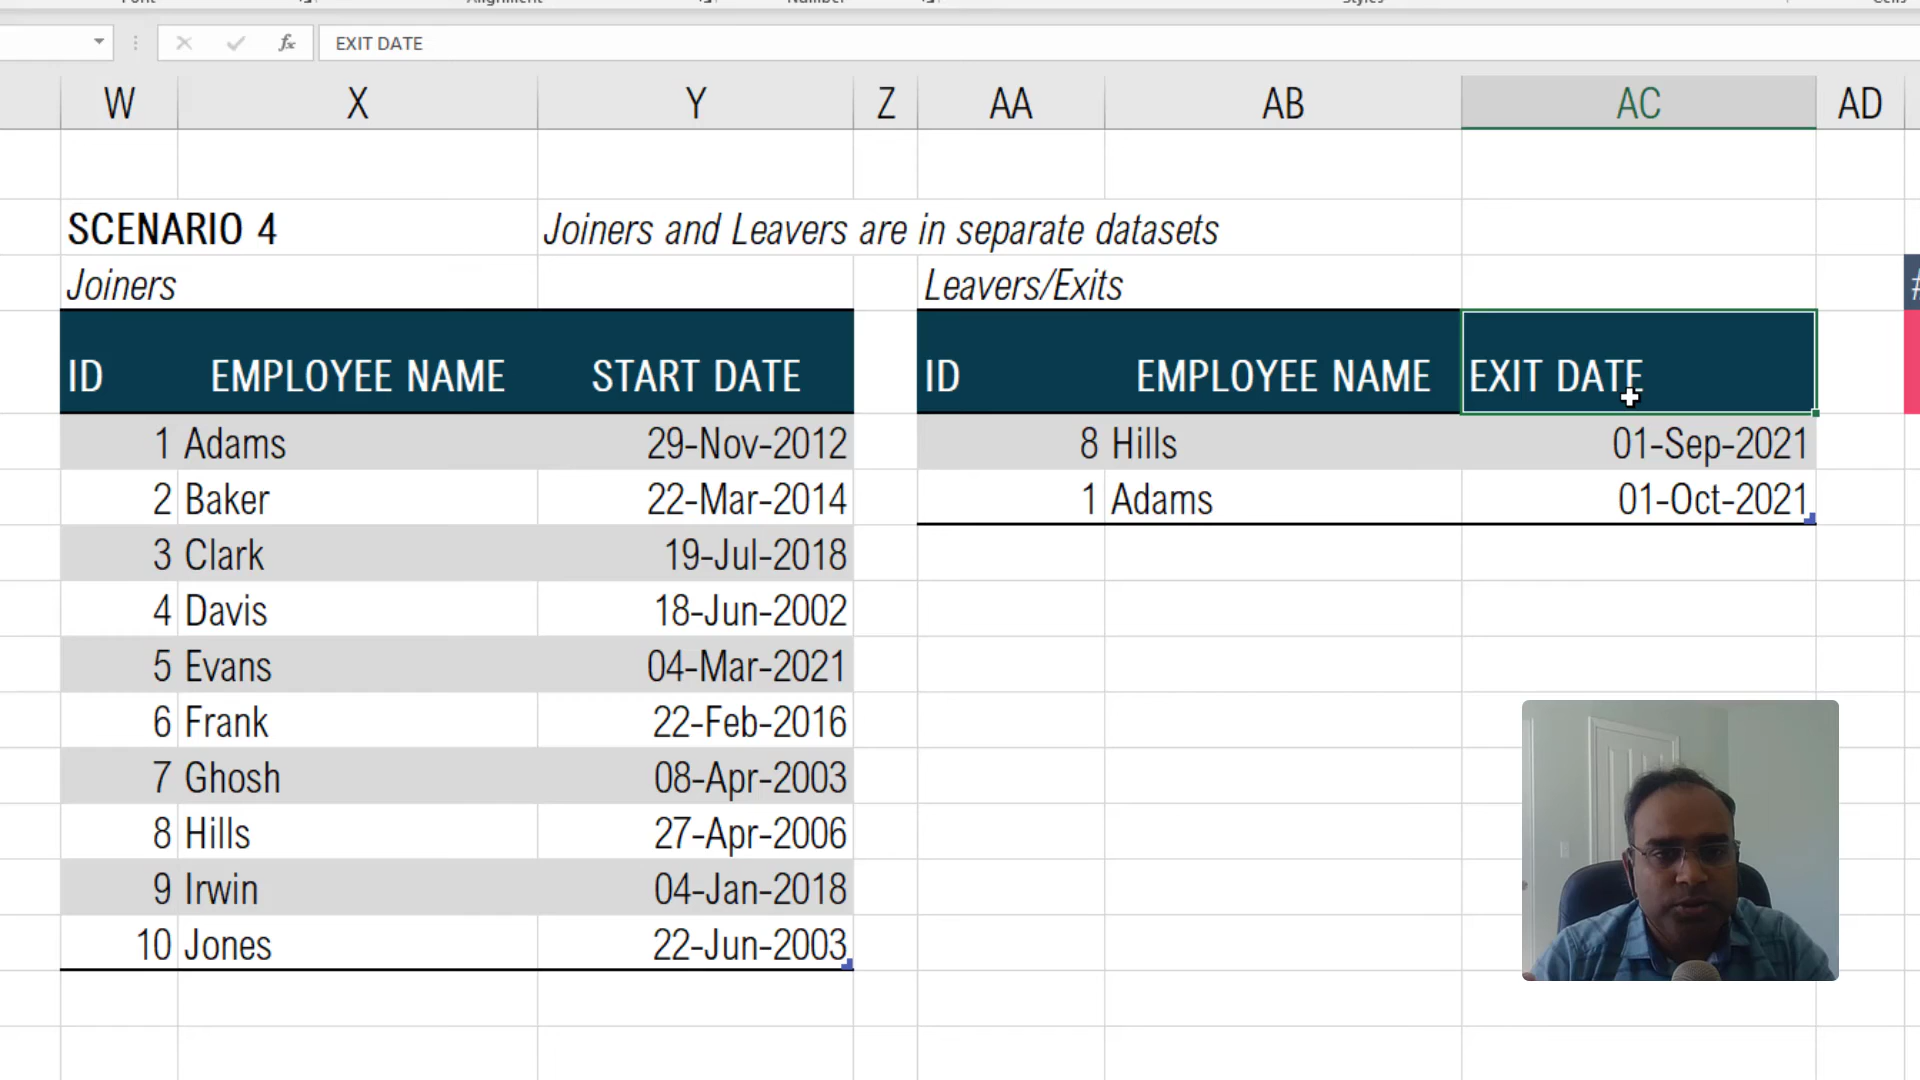 EXIT DATE
W X Y Z AA AB AC AD
SCENARIO 4 Joiners and Leavers are in separate datasets
Joiners Leavers/Exits #
ID EMPLOYEE NAME START DATE ID EMPLOYEE NAME EXIT DATE
1 Adams 29-Nov-2012 8 Hills 01-Sep-2021
2 Baker 22-Mar-2014 1 Adams 01-Oct-2021
3 Clark 19-Jul-2018
4 Davis 18-Jun-2002
5 Evans 04-Mar-2021
6 Frank 22-Feb-2016
7 Ghosh 08-Apr-2003
8 Hills 27-Apr-2006
9 Irwin 04-Jan-2018
10 Jones 22-Jun-2003